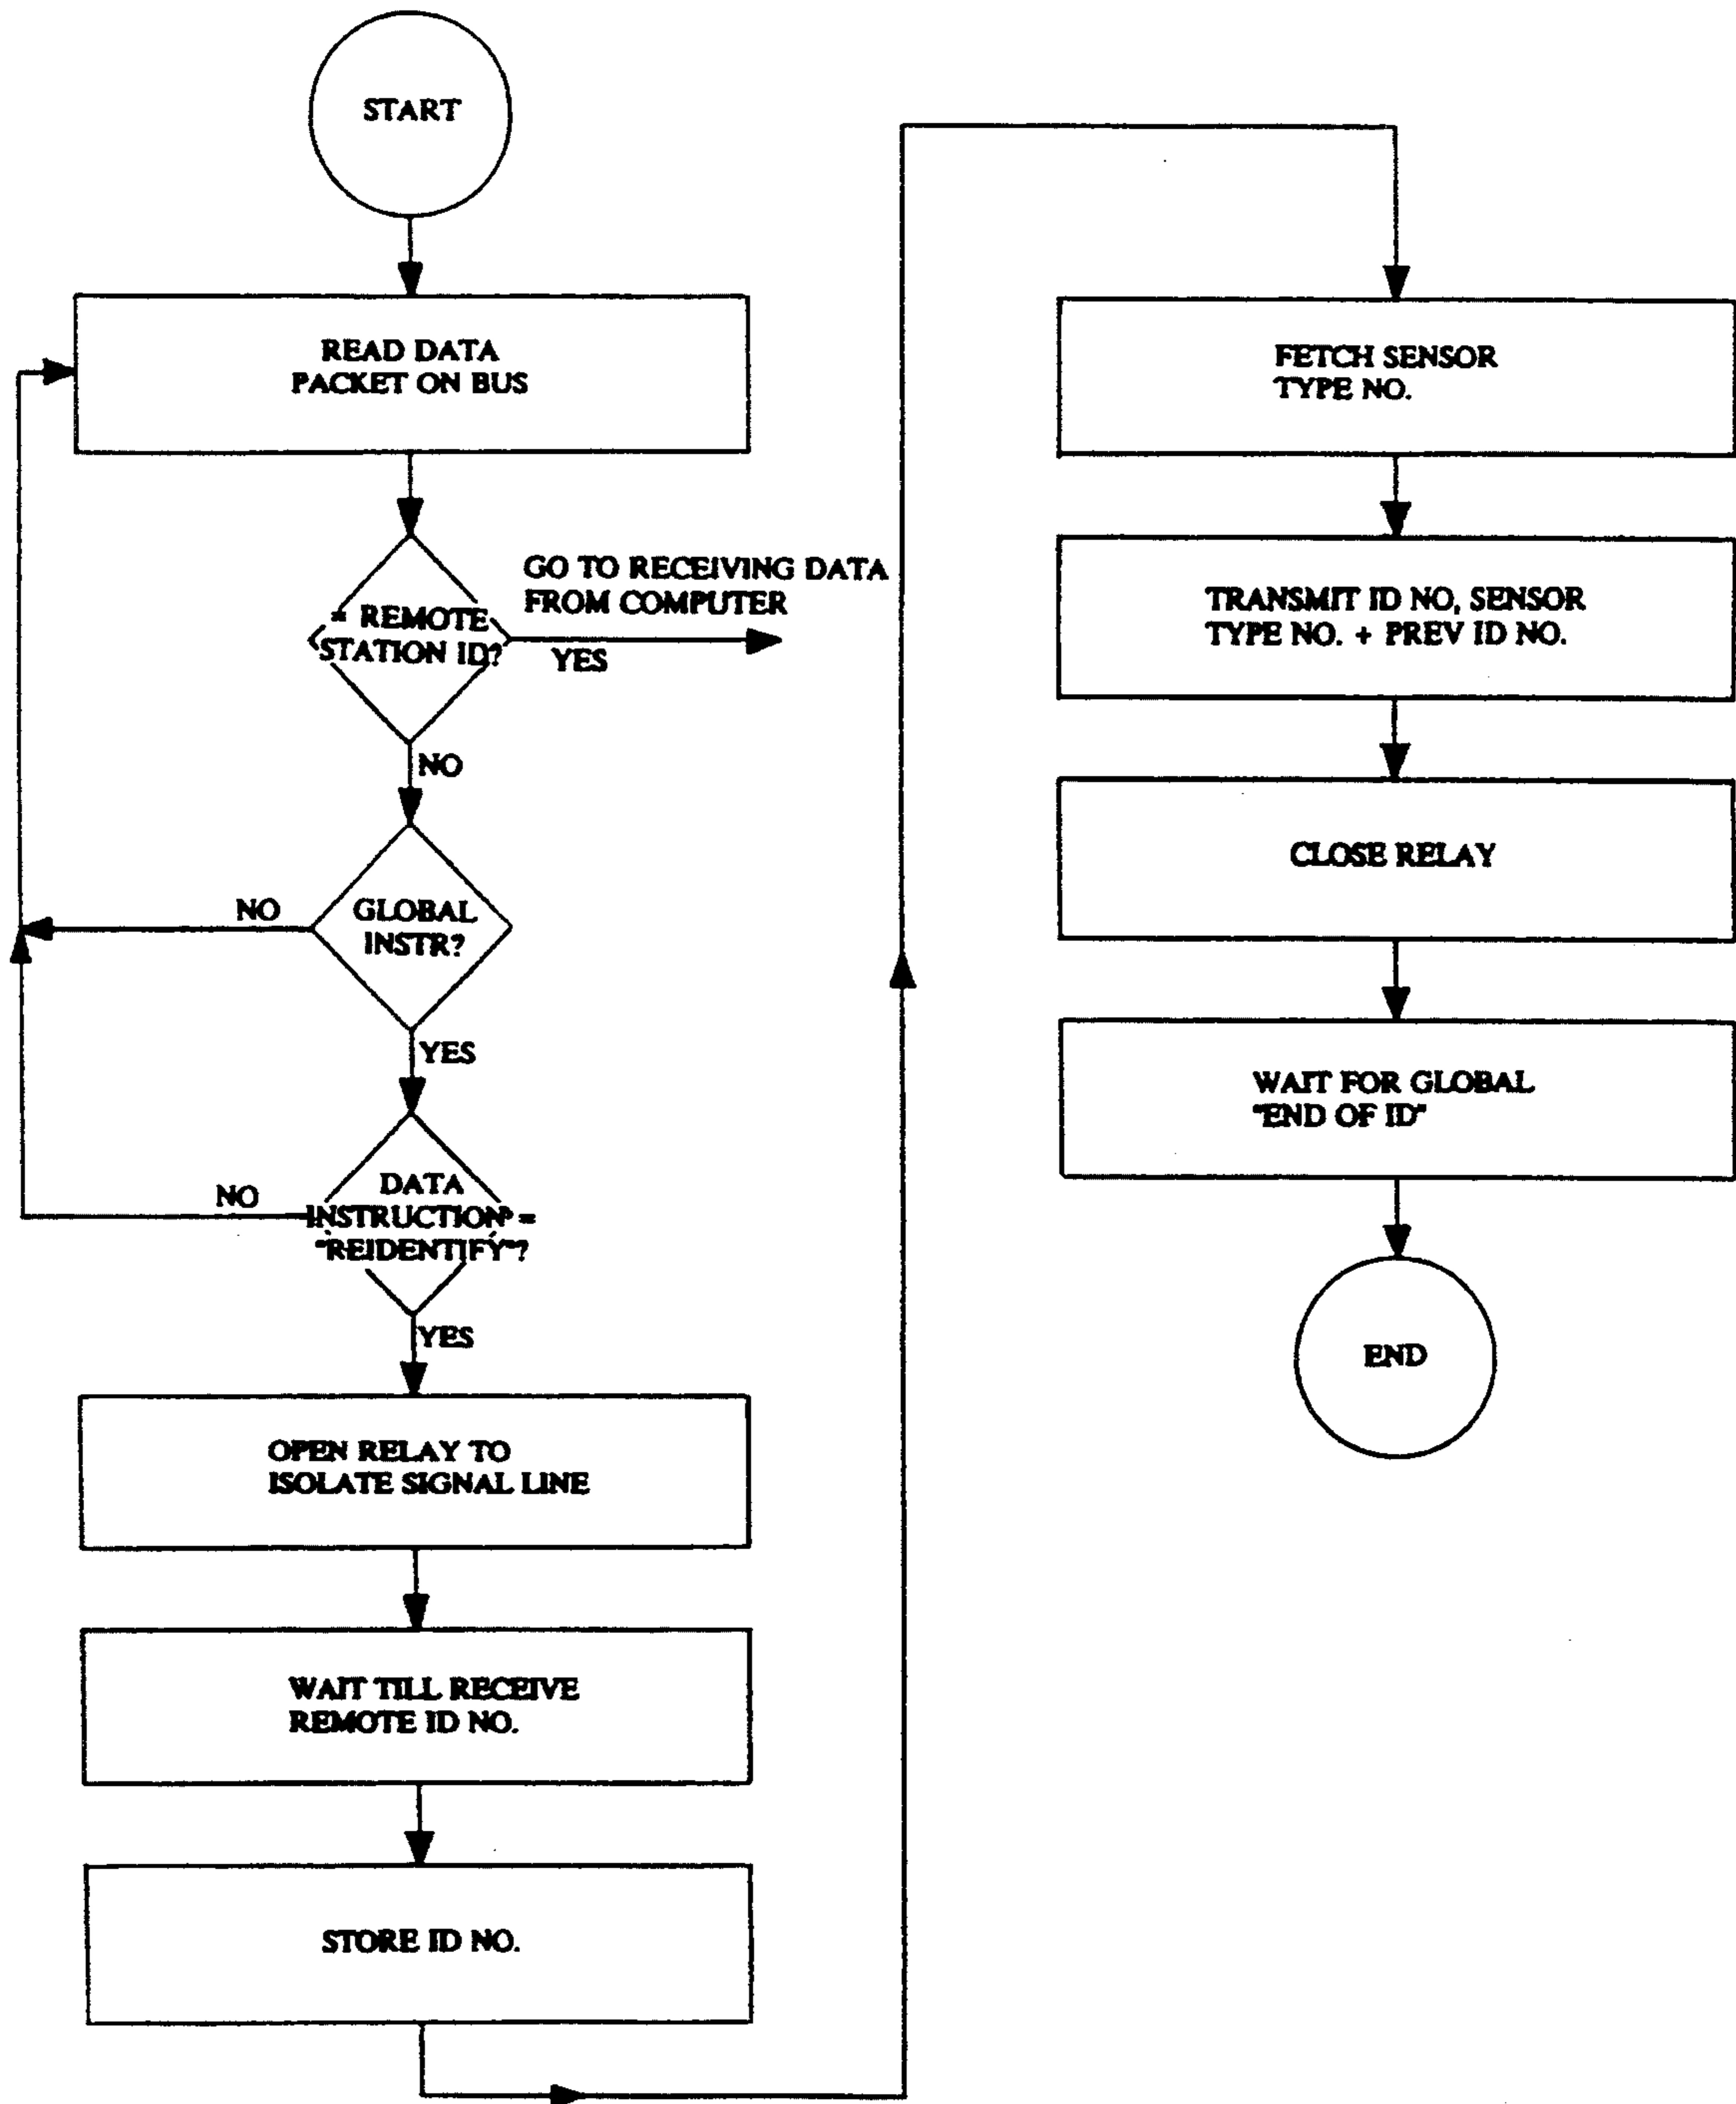 START
READ DATA
PACKET ON BUS
= REMOTE
STATION ID?
GO TO RECEIVING DATA
FROM COMPUTER
YES
NO
GLOBAL
INSTR?
NO
YES
DATA
INSTRUCTION =
"REIDENTIFY"?
NO
YES
OPEN RELAY TO
ISOLATE SIGNAL LINE
WAIT TILL RECEIVE
REMOTE ID NO.
STORE ID NO.
FETCH SENSOR
TYPE NO.
TRANSMIT ID NO, SENSOR
TYPE NO. + PREV ID NO.
CLOSE RELAY
WAIT FOR GLOBAL
"END OF ID"
END